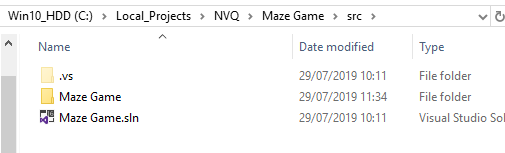 Win10_HDD (C:) > Local_Projects > NVQ > Maze Game > src >
Name Date modified Type
.vs 29/07/2019 10:11 File folder
Maze Game 29/07/2019 11:34 File folder
Maze Game.sln 29/07/2019 10:11 Visual Studio Sol